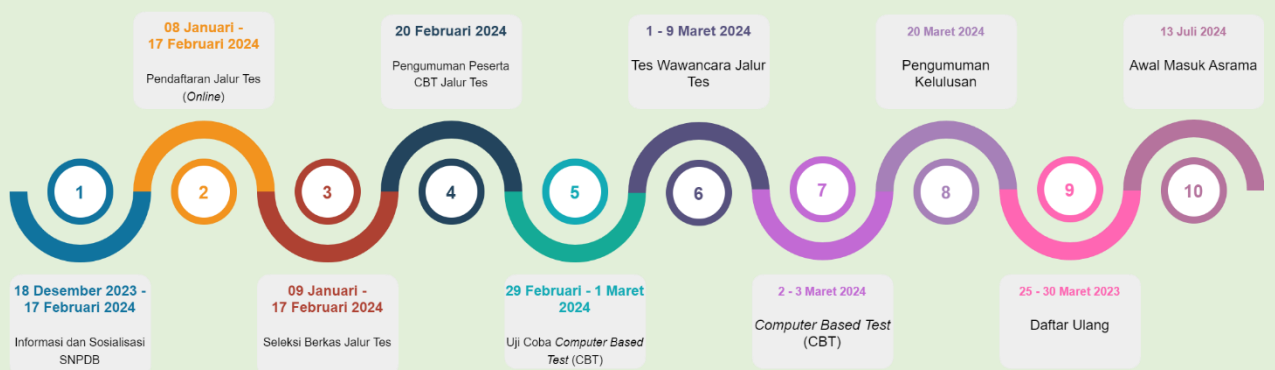 08 Januari -
17 Februari 2024
Pendaftaran Jalur Tes
(Online)
20 Februari 2024
Pengumuman Peserta
CBT Jalur Tes
1 - 9 Maret 2024
Tes Wawancara Jalur
Tes
20 Maret 2024
Pengumuman
Kelulusan
13 Juli 2024
Awal Masuk Asrama
1
2
3
4
5
6
7
8
9
10
18 Desember 2023 -
17 Februari 2024
Informasi dan Sosialisasi
SNPDB
09 Januari -
17 Februari 2024
Seleksi Berkas Jalur Tes
29 Februari - 1 Maret
2024
Uji Coba Computer Based
Test (CBT)
2 - 3 Maret 2024
Computer Based Test
(CBT)
25 - 30 Maret 2023
Daftar Ulang